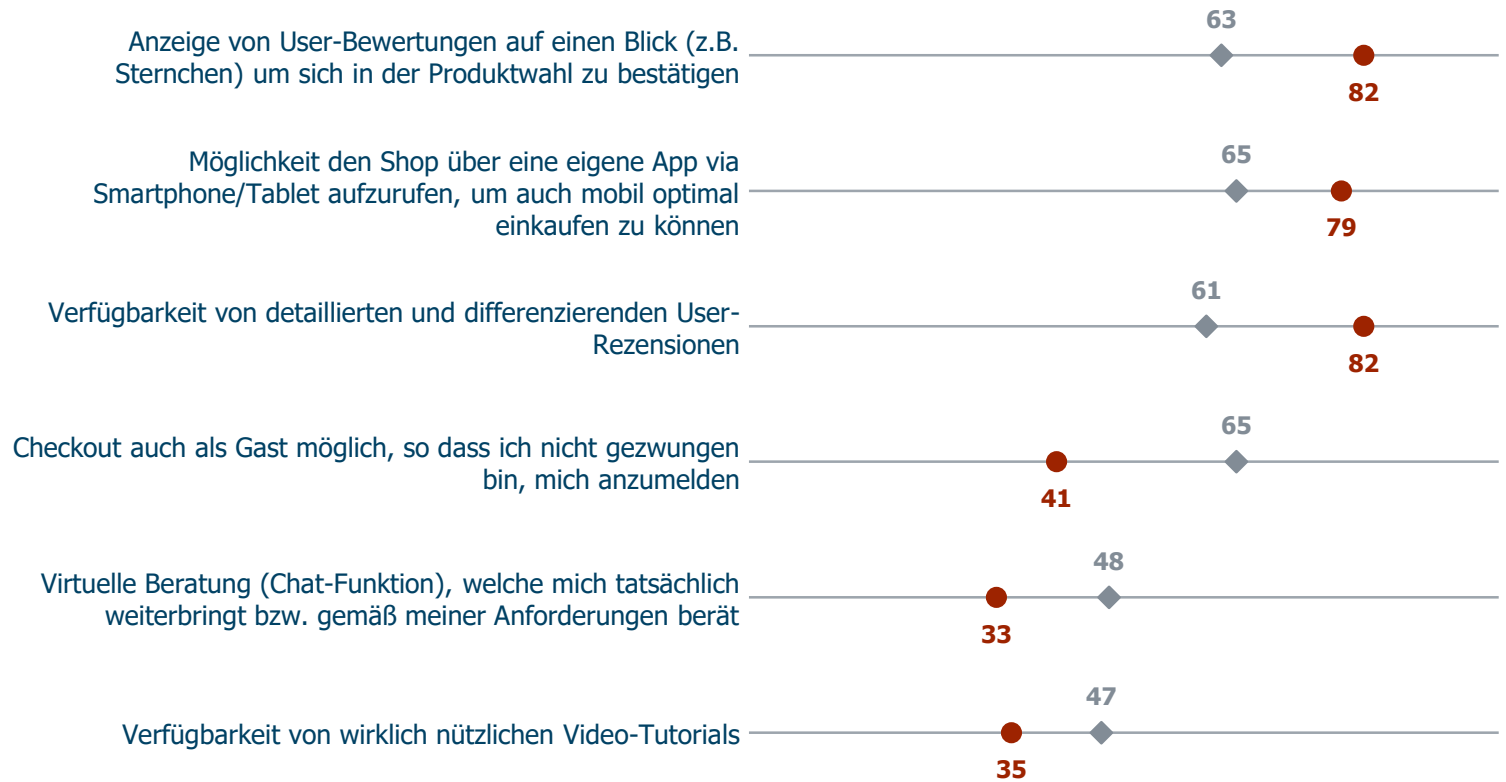 63
Anzeige von User-Bewertungen auf einen Blick (z.B.
Sternchen) um sich in der Produktwahl zu bestätigen
82
65
Möglichkeit den Shop über eine eigene App via
Smartphone/Tablet aufzurufen, um auch mobil optimal
einkaufen zu können
79
61
Verfügbarkeit von detaillierten und differenzierenden User-
Rezensionen
82
65
Checkout auch als Gast möglich, so dass ich nicht gezwungen
bin, mich anzumelden
41
48
Virtuelle Beratung (Chat-Funktion), welche mich tatsächlich
weiterbringt bzw. gemäß meiner Anforderungen berät
33
47
Verfügbarkeit von wirklich nützlichen Video-Tutorials
35